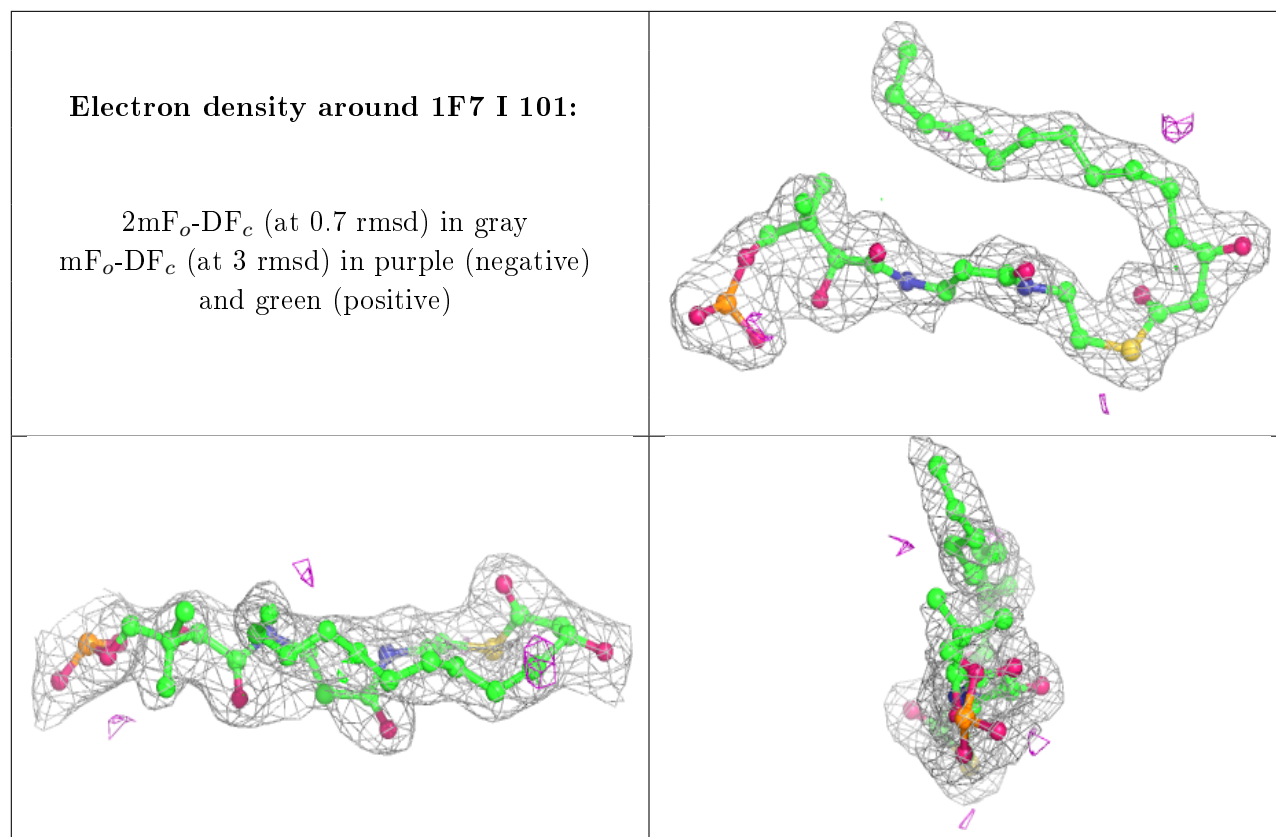 Electron density around 1F7 I 101:
2mFₒ-DF𝒸 (at 0.7 rmsd) in gray
mFₒ-DF𝒸 (at 3 rmsd) in purple (negative)
and green (positive)